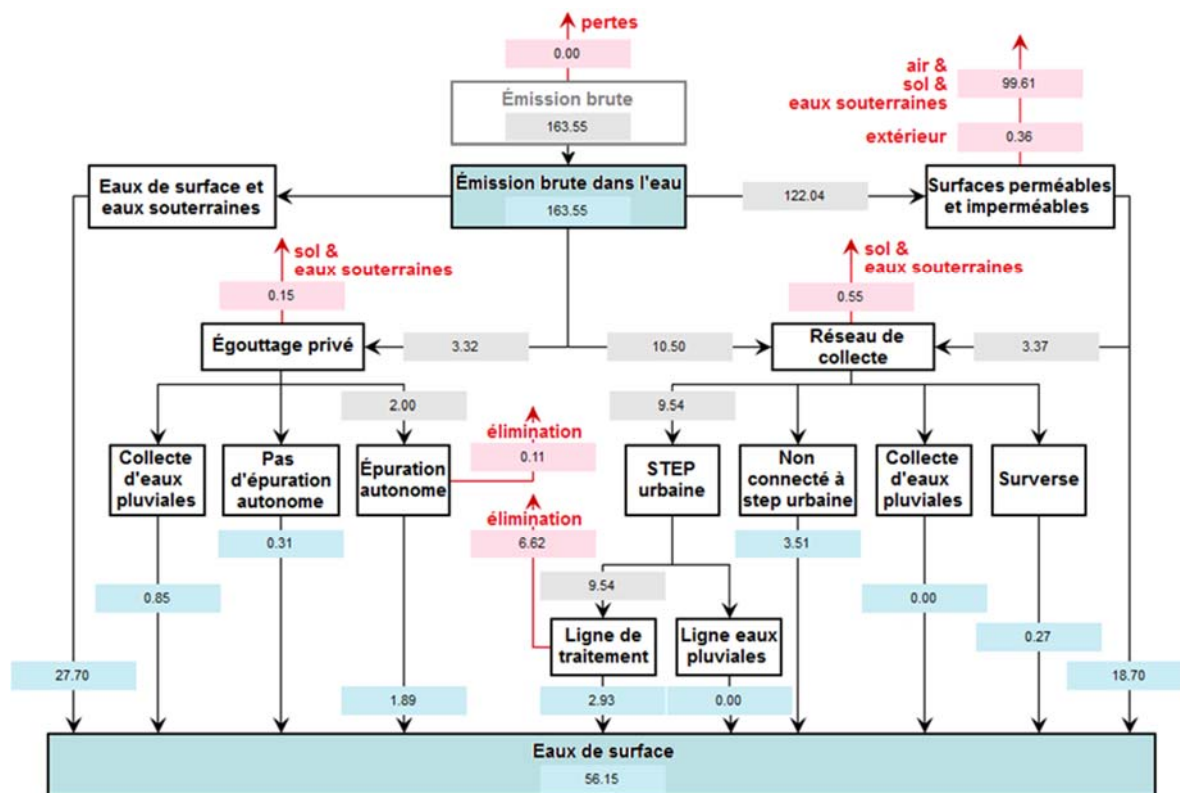 pertes
0.00
Émission brute
163.55
air &
sol &
eaux souterraines
99.61
extérieur
0.36
Eaux de surface et
eaux souterraines
Émission brute dans l'eau
163.55
122.04
Surfaces perméables
et imperméables
sol &
eaux souterraines
0.15
sol &
eaux souterraines
0.55
Égouttage privé
3.32
10.50
Réseau de
collecte
3.37
2.00
9.54
Collecte
d'eaux
pluviales
Pas
d'épuration
autonome
Épuration
autonome
élimination
0.11
STEP
urbaine
Non
connecté à
step urbaine
Collecte
d'eaux
pluviales
Surverse
élimination
6.62
0.31
3.51
9.54
0.85
0.00
Ligne de
traitement
Ligne eaux
pluviales
0.27
27.70
18.70
1.89
2.93
0.00
Eaux de surface
56.15